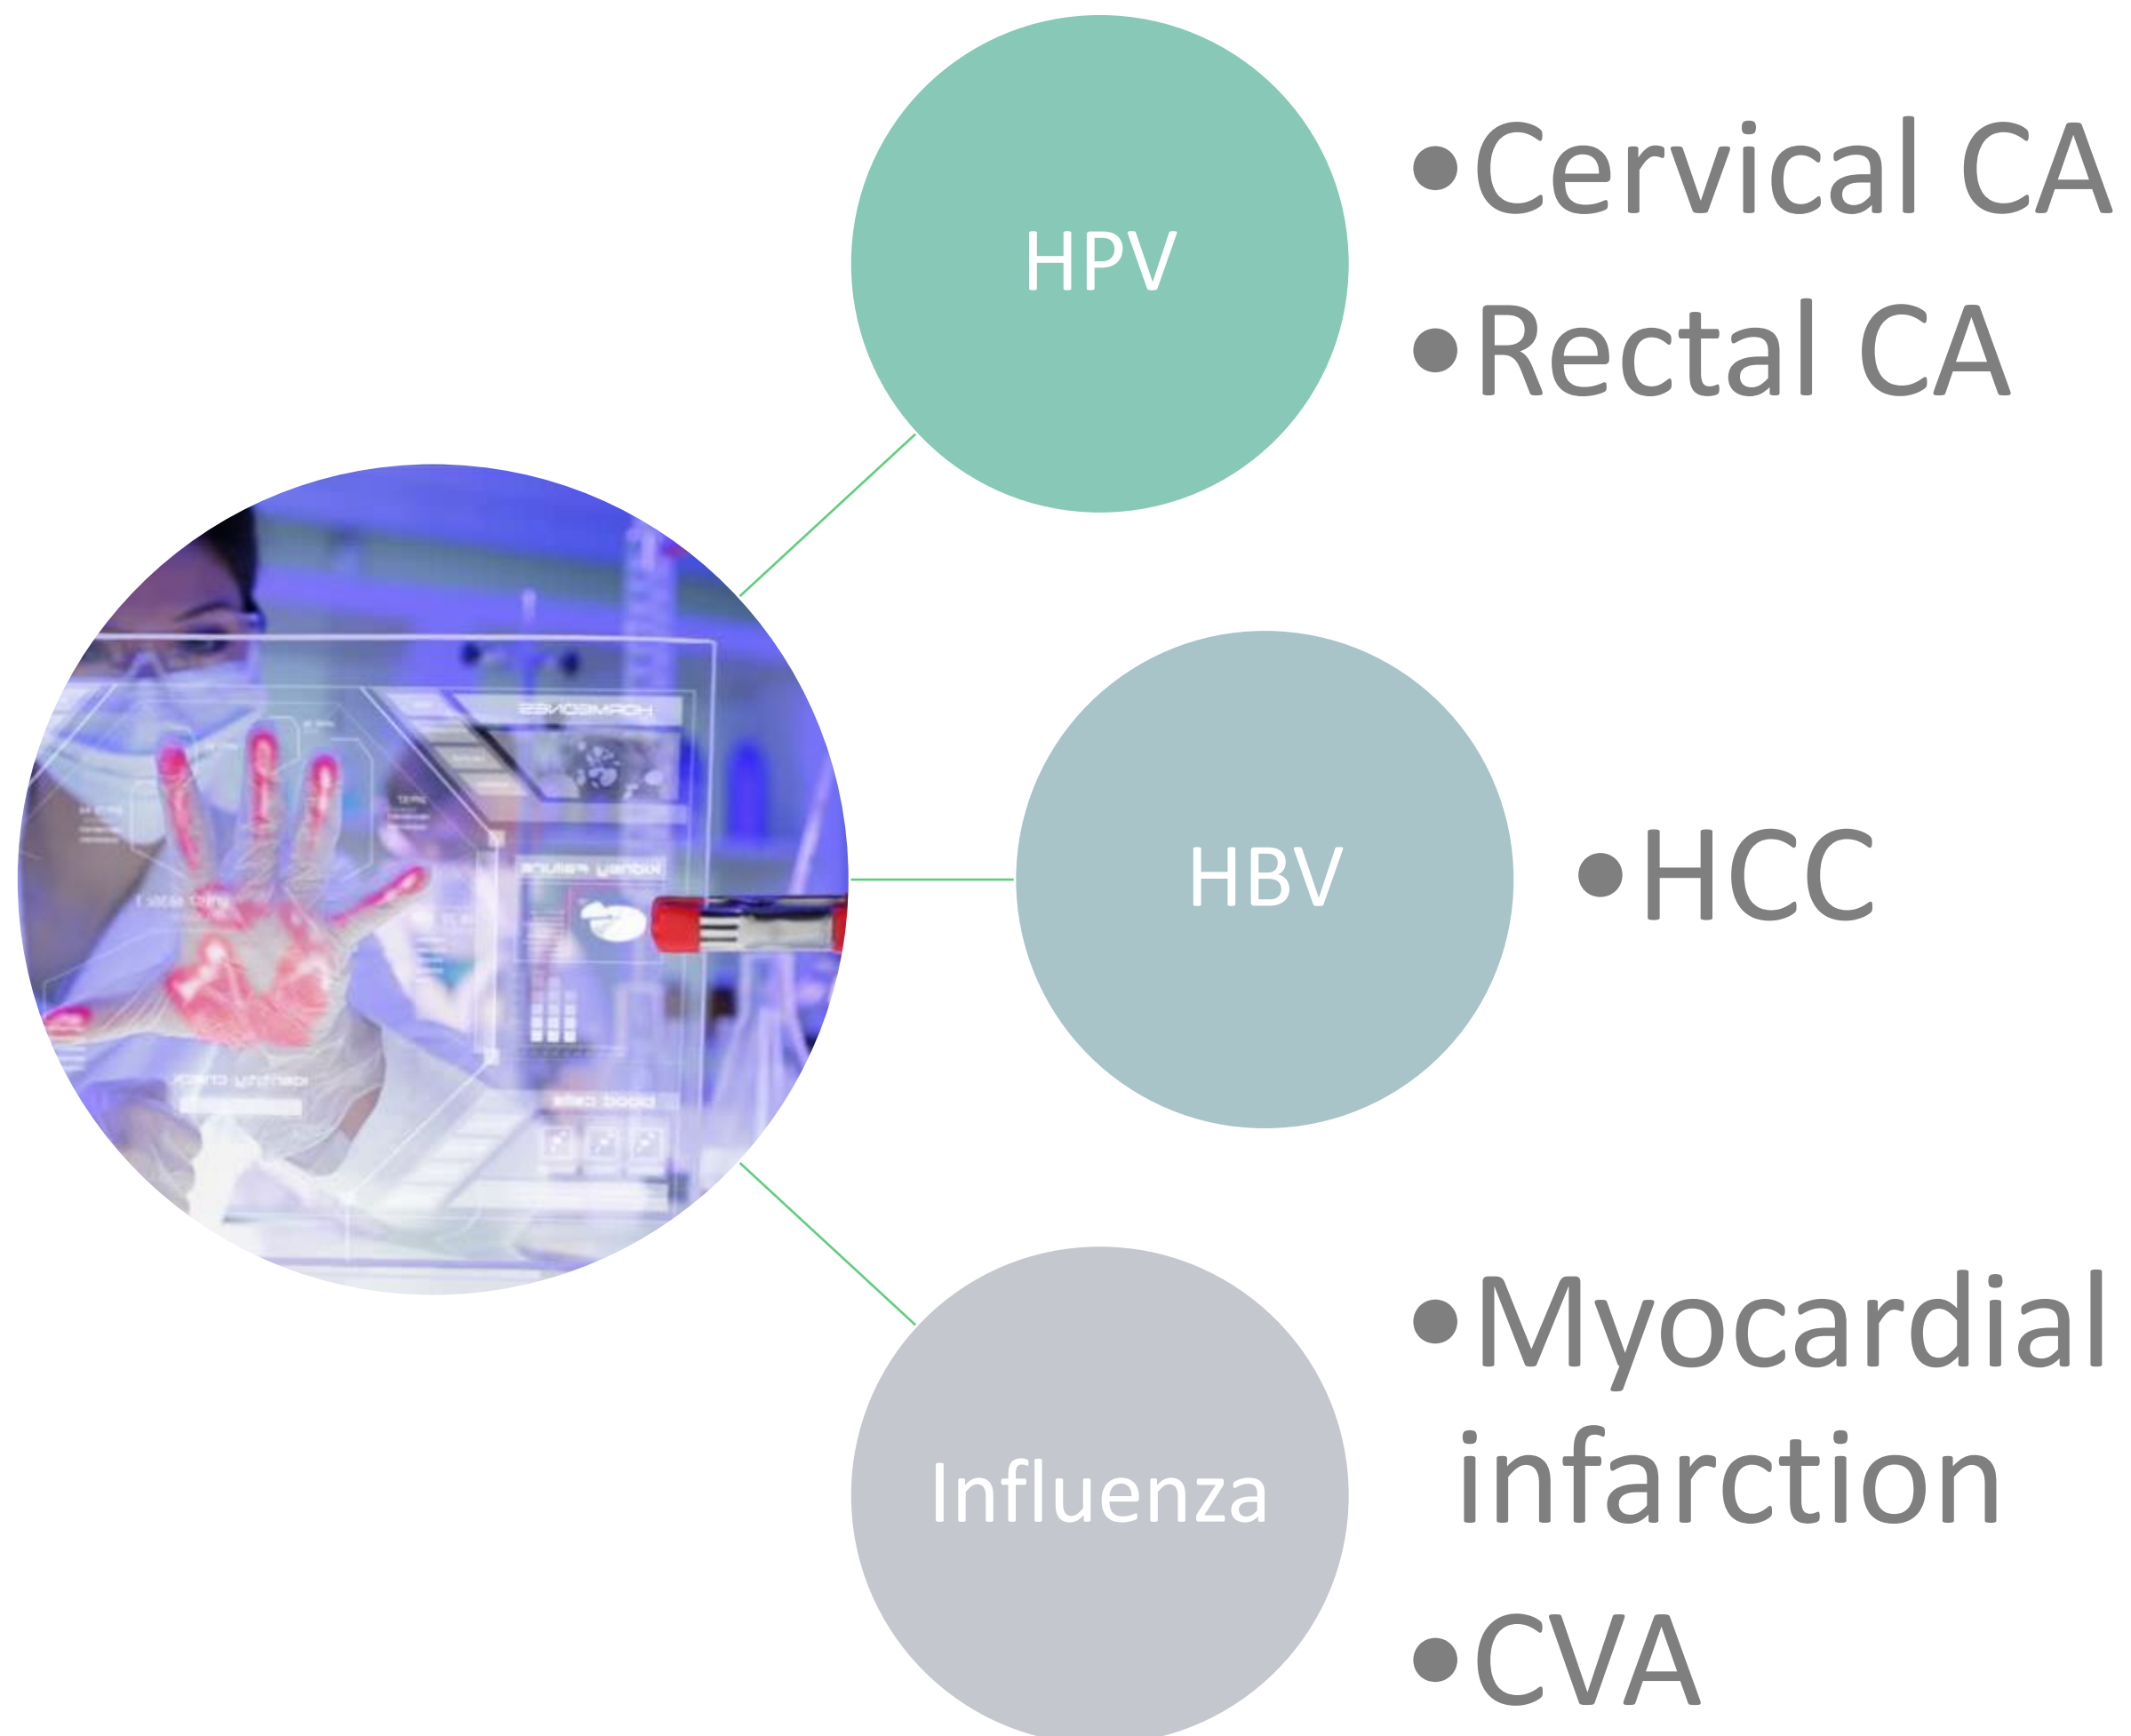 HPV
•Cervical CA
•Rectal CA
HBV
•HCC
Influenza
•Myocardial
infarction
•CVA